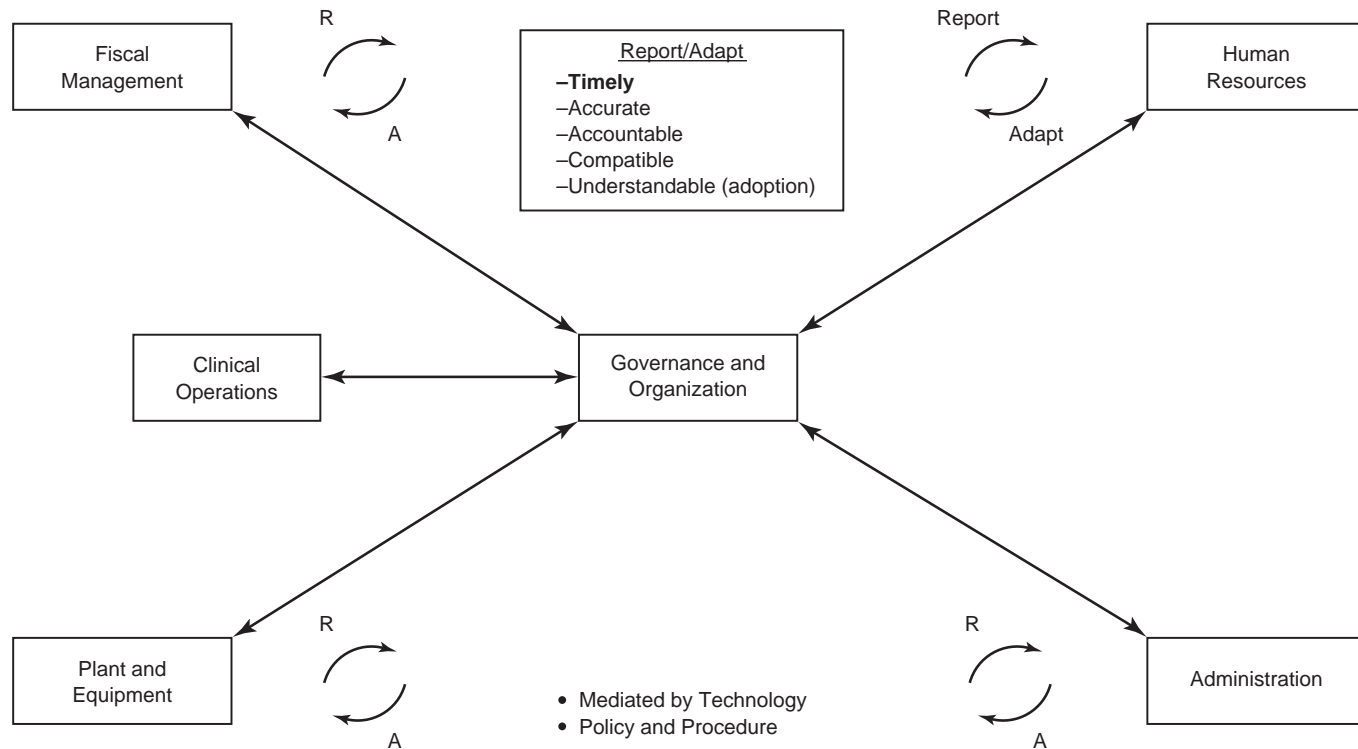 R
Report
Fiscal
Management
Report/Adapt
–Timely
–Accurate
–Accountable
–Compatible
–Understandable (adoption)
Human
Resources
A
Adapt
Clinical
Operations
Governance and
Organization
R
R
Plant and
Equipment
Administration
• Mediated by Technology
• Policy and Procedure
A
A